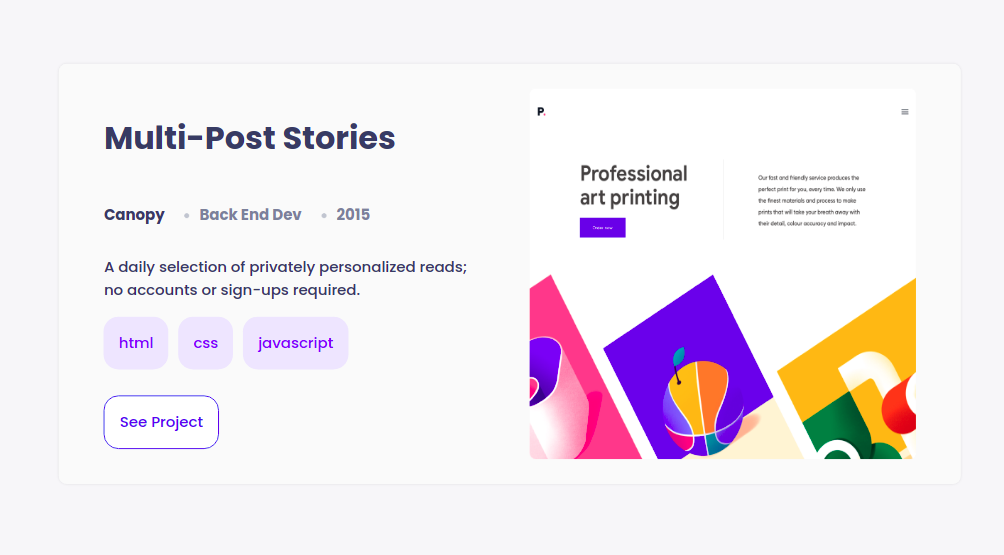 Multi-Post Stories
Canopy • Back End Dev • 2015
A daily selection of privately personalized reads;
no accounts or sign-ups required.
html css javascript
See Project
P.
Professional
art printing
Our fast and friendly service produces the
perfect print for you, every time. We only use
the finest materials and process to make
prints that will take your breath away with
their detail, colour accuracy and impact.